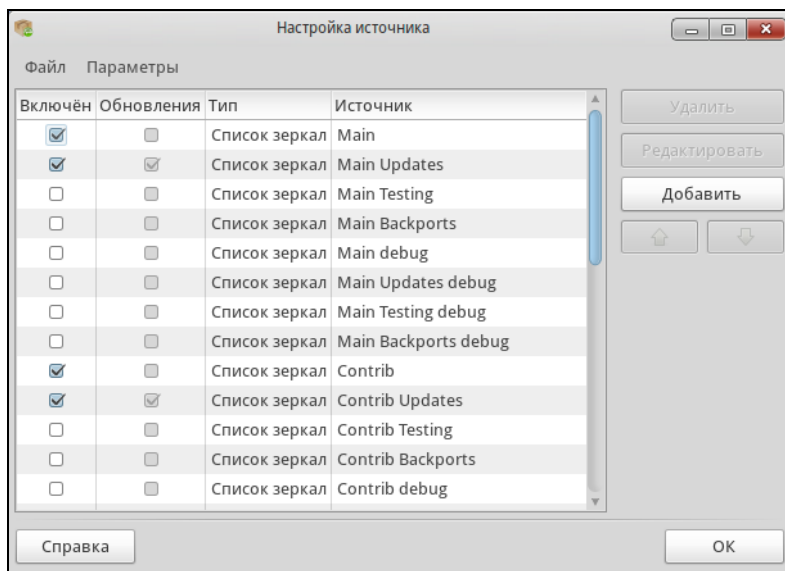 Настройка источника
Файл Параметры
Включён Обновления Тип Источник
Список зеркал Main
Список зеркал Main Updates
Список зеркал Main Testing
Список зеркал Main Backports
Список зеркал Main debug
Список зеркал Main Updates debug
Список зеркал Main Testing debug
Список зеркал Main Backports debug
Список зеркал Contrib
Список зеркал Contrib Updates
Список зеркал Contrib Testing
Список зеркал Contrib Backports
Список зеркал Contrib debug
Удалить
Редактировать
Добавить
Справка
OK